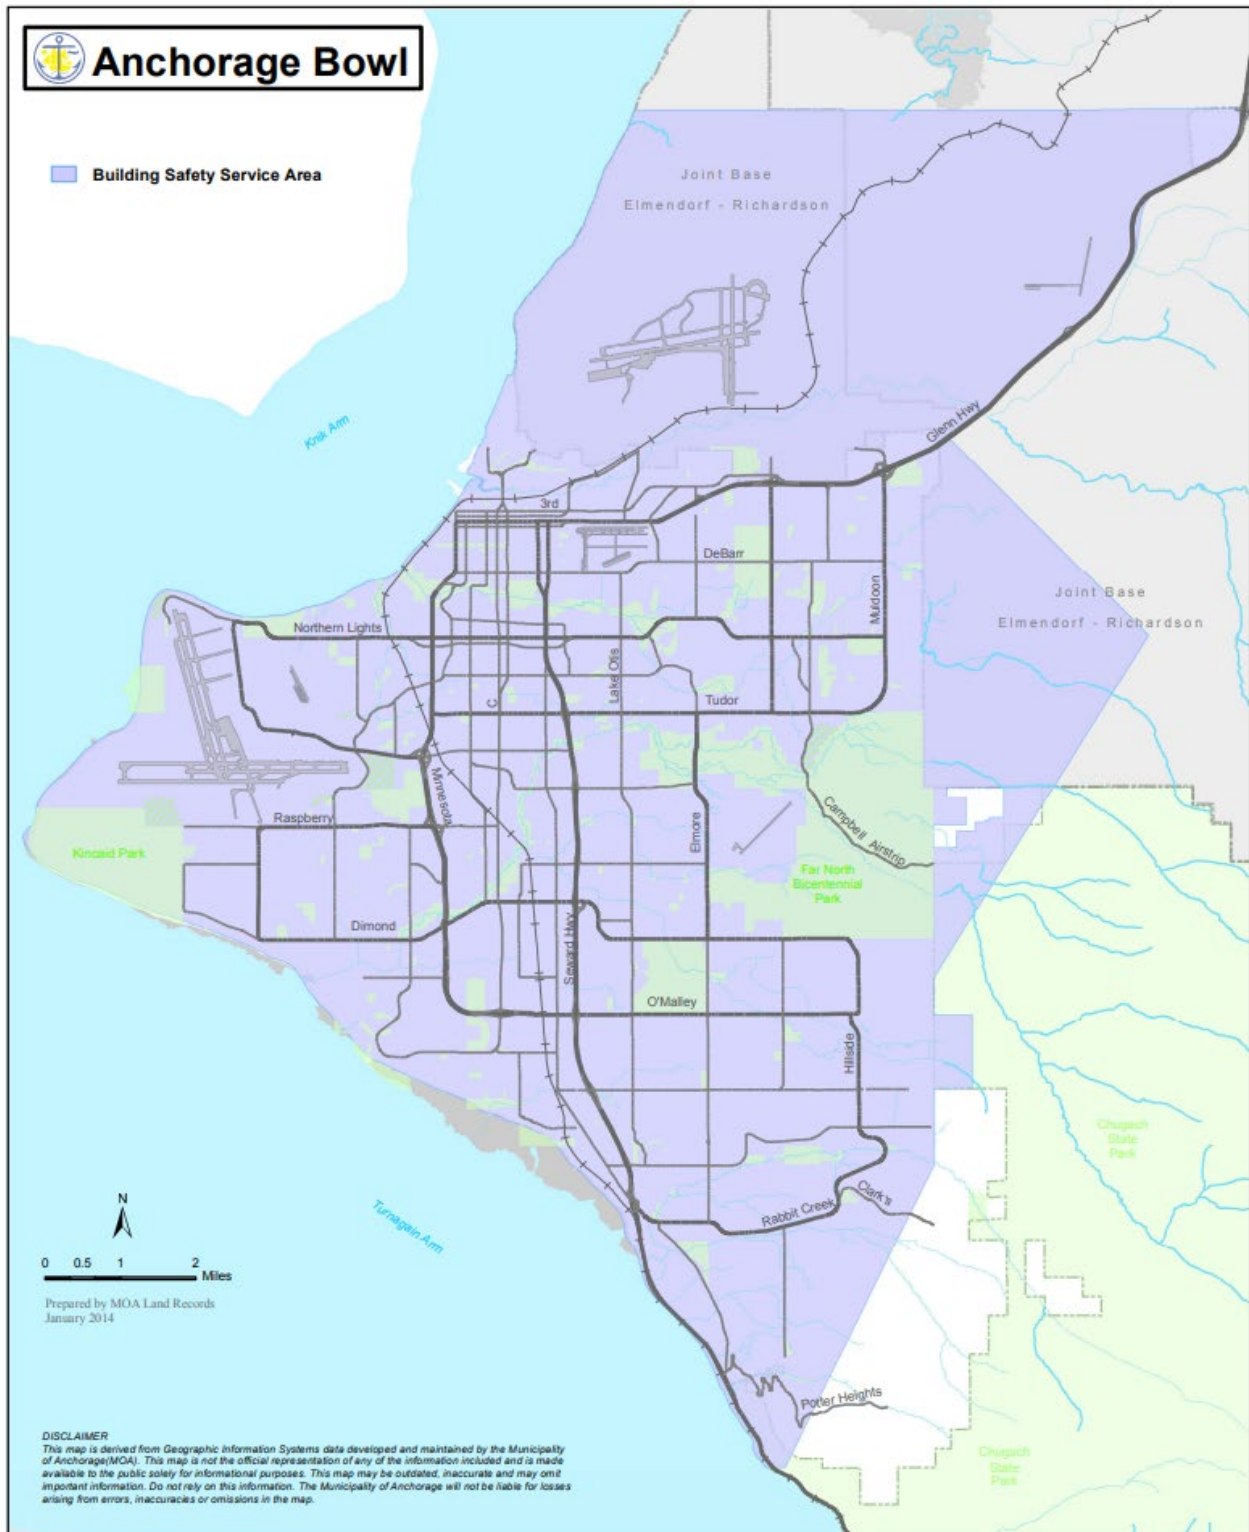 Anchorage Bowl
Building Safety Service Area
Joint Base
Elmendorf - Richardson
Knik Arm
Glenn Hwy
3rd
DeBarr
Muldoon
Joint Base
Elmendorf - Richardson
Northern Lights
Lake Otis
C
Tudor
Minnesota
Raspberry
Elmore
Campbell Airstrip
Kincaid Park
Far North
Bicentennial
Park
Dimond
Seward Hwy
O'Malley
Hillside
Chugach
State
Park
Clark's
Rabbit Creek
Turnagain Arm
N
0 0.5 1 2
Miles
Prepared by MOA Land Records
January 2014
Potter Heights
Chugach
State
Park
DISCLAIMER
This map is derived from Geographic Information Systems data developed and maintained by the Municipality
of Anchorage(MOA). This map is not the official representation of any of the information included and is made
available to the public solely for informational purposes. This map may be outdated, inaccurate and may omit
important information. Do not rely on this information. The Municipality of Anchorage will not be liable for losses
arising from errors, inaccuracies or omissions in the map.